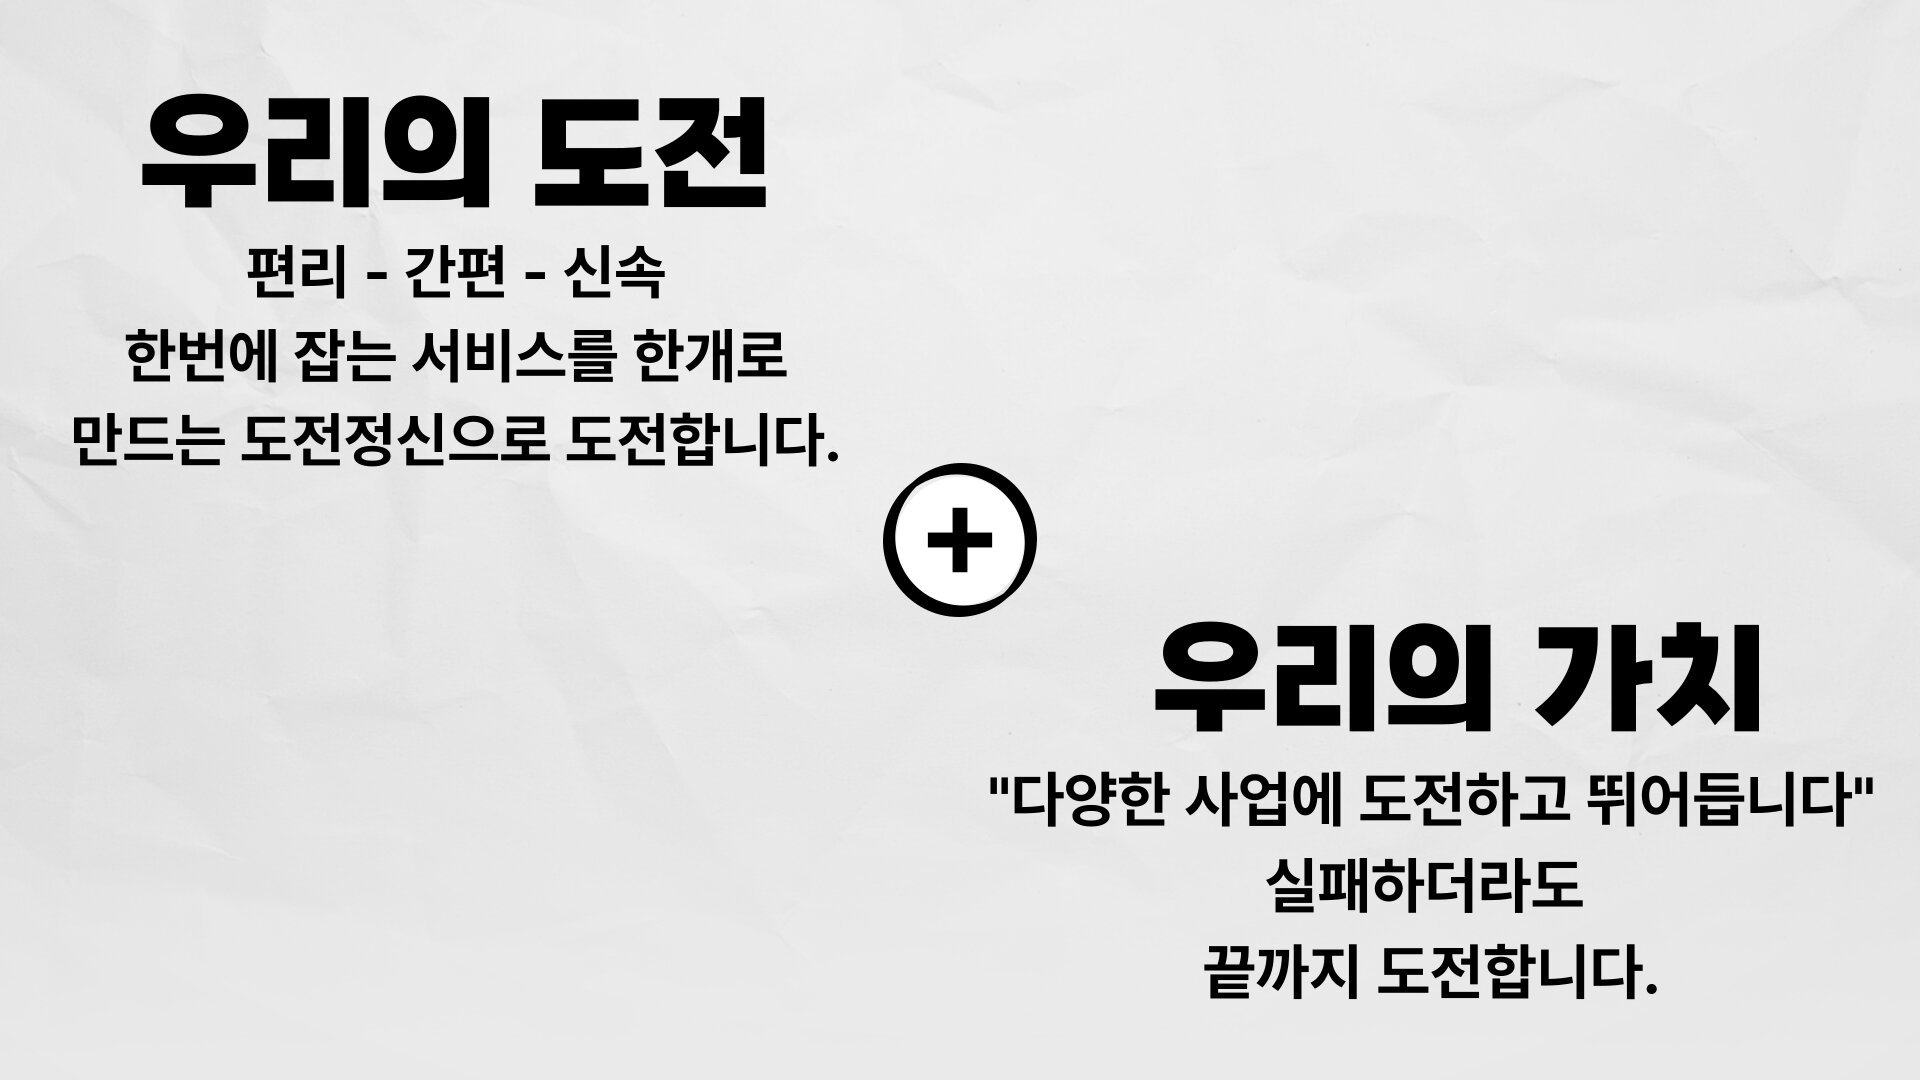 우리의 도전
편리 - 간편 - 신속
한번에 잡는 서비스를 한개로
만드는 도전정신으로 도전합니다.
+
우리의 가치
"다양한 사업에 도전하고 뛰어듭니다"
실패하더라도
끝까지 도전합니다.